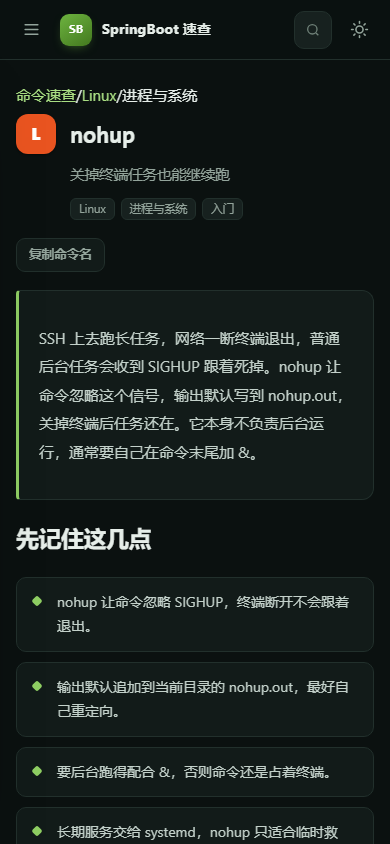 SB SpringBoot 速查
命令速查/Linux/进程与系统
L nohup
关掉终端任务也能继续跑
Linux 进程与系统 入门
复制命令名
SSH 上去跑长任务，网络一断终端退出，普通
后台任务会收到 SIGHUP 跟着死掉。nohup 让
命令忽略这个信号，输出默认写到 nohup.out，
关掉终端后任务还在。它本身不负责后台运
行，通常要自己在命令末尾加 &。
先记住这几点
nohup 让命令忽略 SIGHUP，终端断开不会跟着
退出。
输出默认追加到当前目录的 nohup.out，最好自
己重定向。
要后台跑得配合 &，否则命令还是占着终端。
长期服务交给 systemd，nohup 只适合临时救